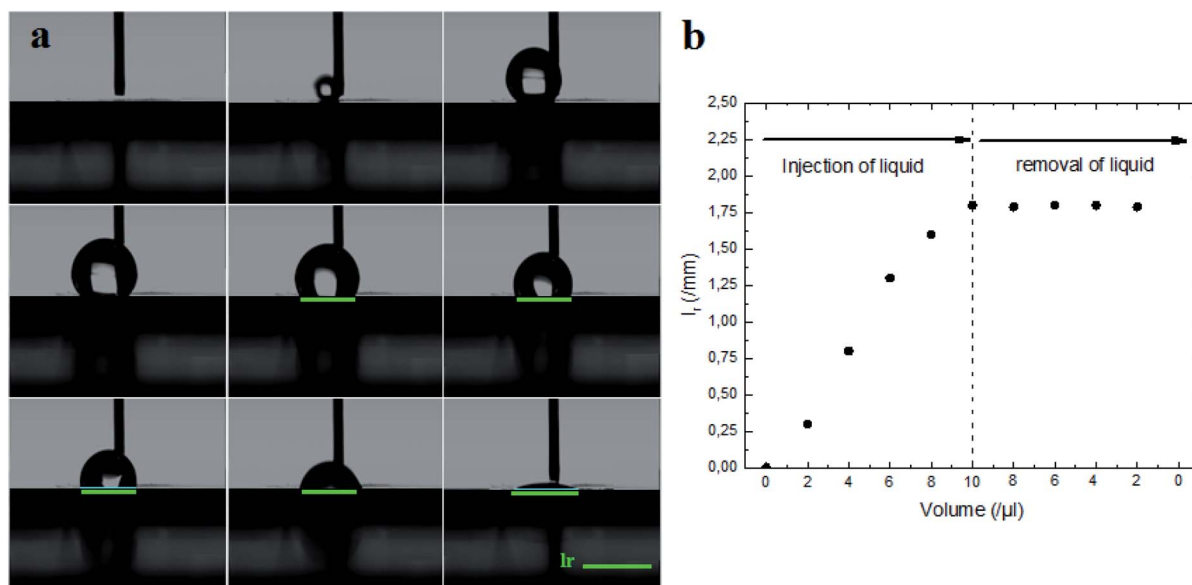 a
lr
b
2,50
2,25
2,00
1,75
1,50
1,25
1,00
0,75
0,50
0,25
0,00
Injection of liquid
removal of liquid
0 2 4 6 8 10 8 6 4 2 0
Volume (/µl)
lr (/mm)